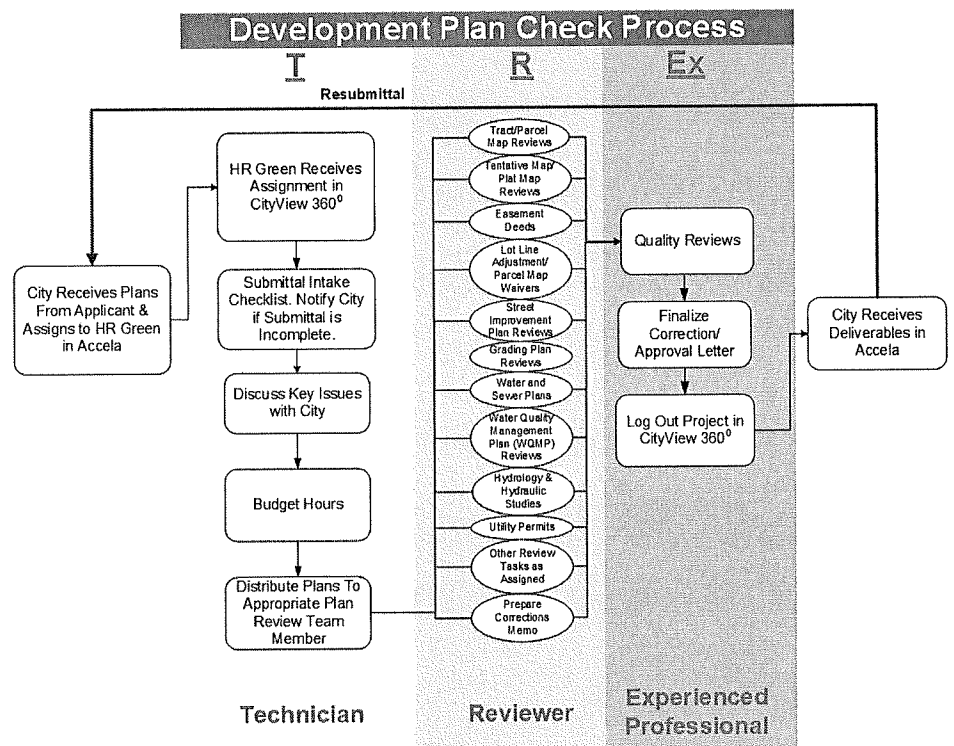 Development Plan Check Process
T
R
Ex
Resubmittal
City Receives Plans
From Applicant &
Assigns to HR Green
in Accela
HR Green Receives
Assignment in
CityView 360⁰
Submittal Intake
Checklist. Notify City
if Submittal is
Incomplete.
Discuss Key Issues
with City
Budget Hours
Distribute Plans To
Appropriate Plan
Review Team
Member
Tract/Parcel
Map Reviews
Tentative Map/
Plat Map
Reviews
Easement
Deeds
Lot Line
Adjustment/
Parcel Map
Waivers
Street
Improvement
Plan Reviews
Grading Plan
Reviews
Water and
Sewer Plans
Water Quality
Management
Plan (WQMP)
Reviews
Hydrology &
Hydraulic
Studies
Utility Permits
Other Review
Tasks as
Assigned
Prepare
Corrections
Memo
Quality Reviews
Finalize
Correction/
Approval Letter
Log Out Project in
CityView 360⁰
City Receives
Deliverables in
Accela
Technician
Reviewer
Experienced
Professional